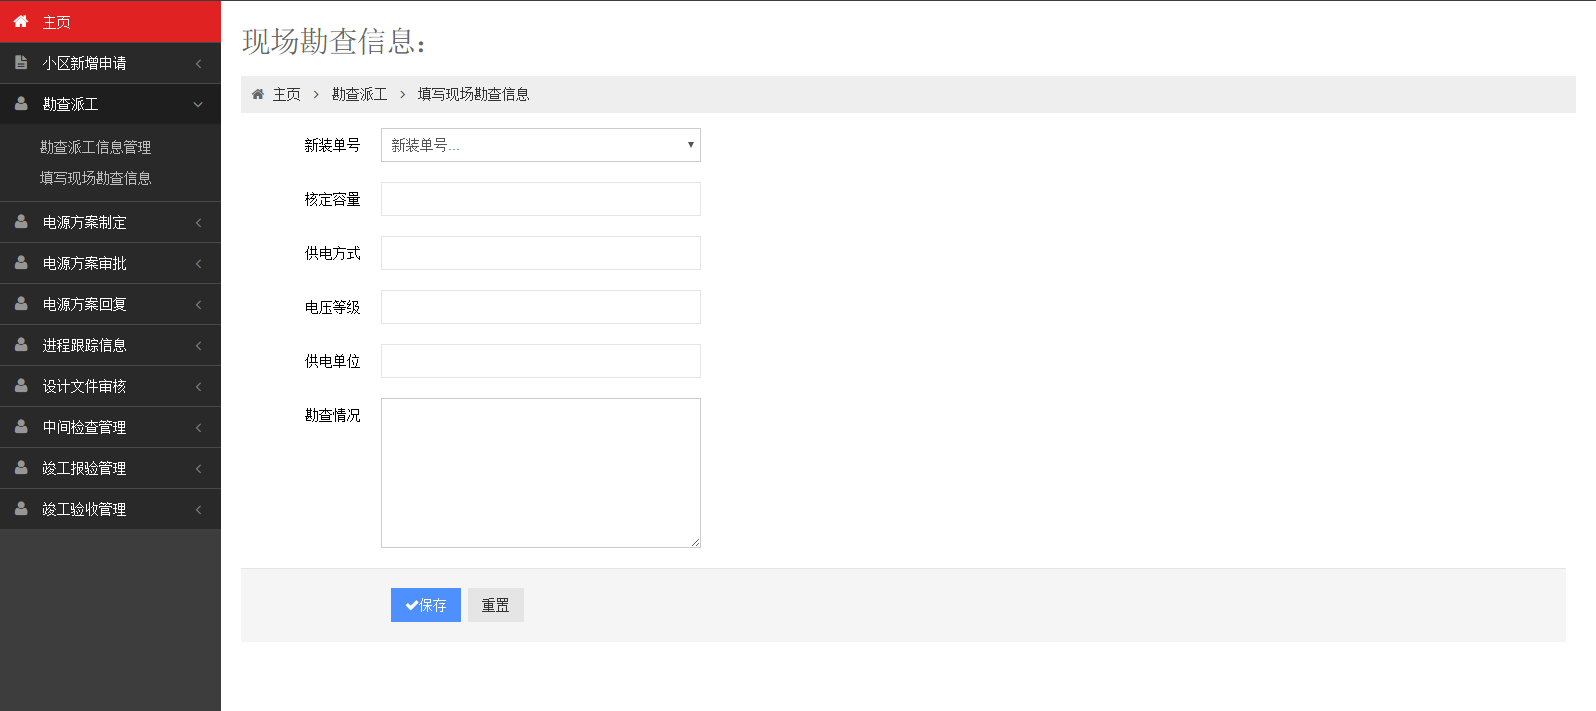 主页
小区新增申请
勘查派工
勘查派工信息管理
填写现场勘查信息
电源方案制定
电源方案审批
电源方案回复
进程跟踪信息
设计文件审核
中间检查管理
竣工报验管理
竣工验收管理
现场勘查信息：
主页 > 勘查派工 > 填写现场勘查信息
新装单号 新装单号...
核定容量
供电方式
电压等级
供电单位
勘查情况
保存 重置